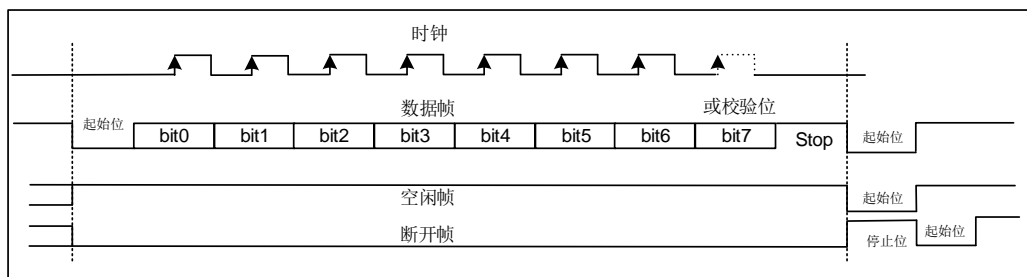 时钟
数据帧
或校验位
起始位 bit0 bit1 bit2 bit3 bit4 bit5 bit6 bit7 Stop 起始位
空闲帧
起始位
断开帧
停止位 起始位